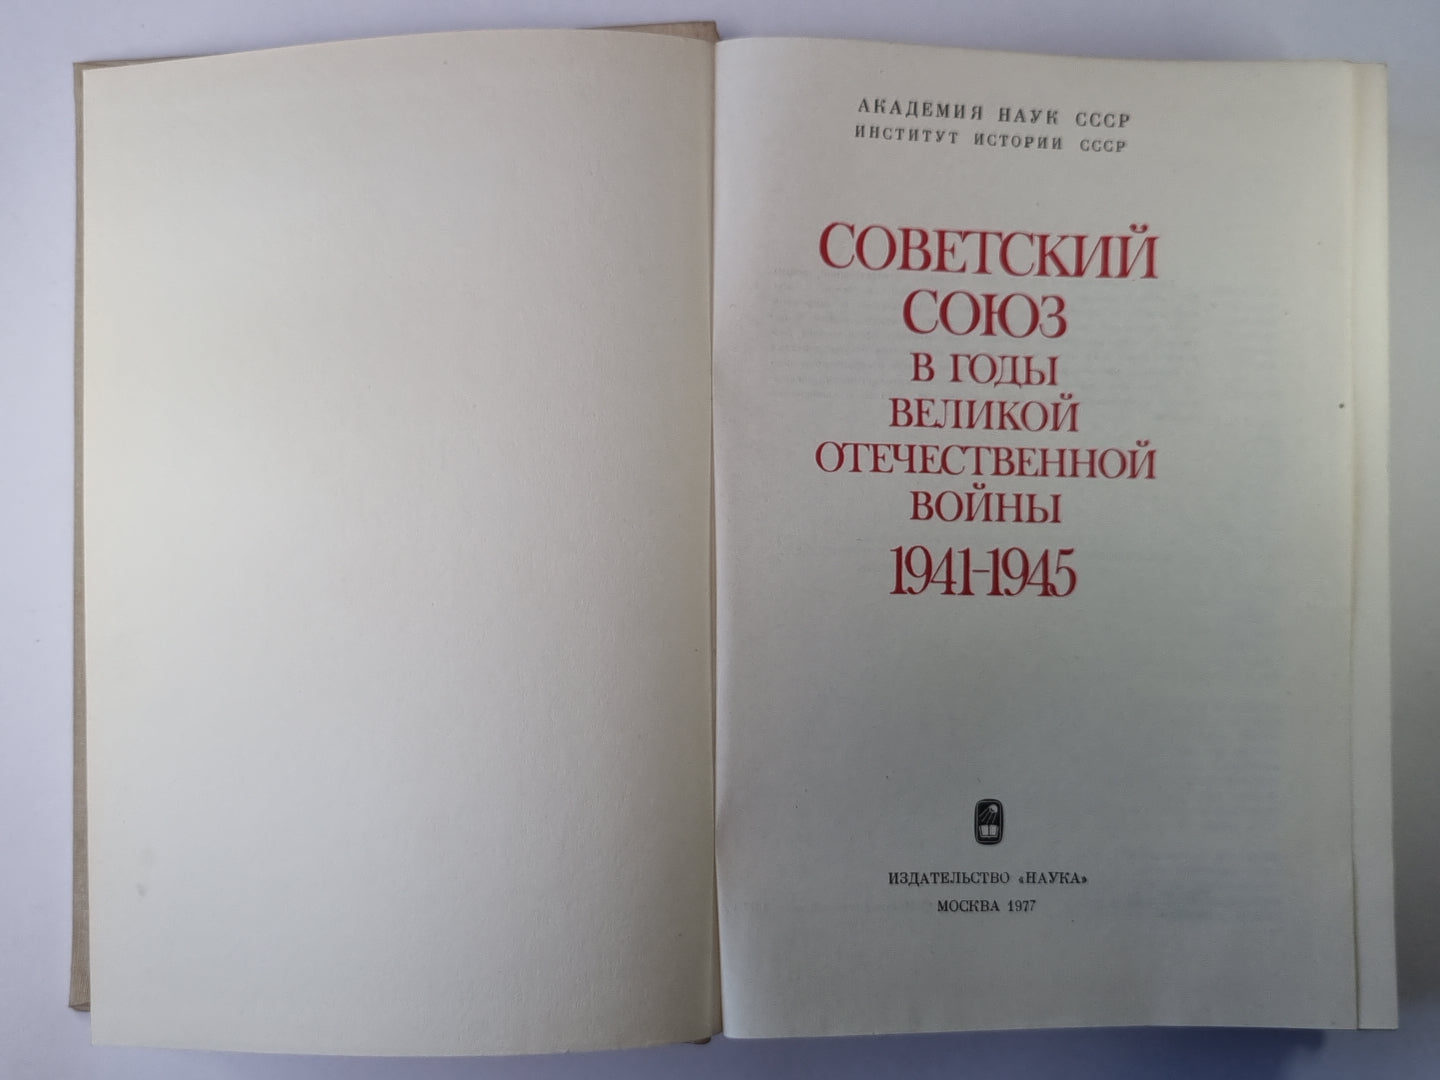 АКАДЕМИЯ НАУК СССР
ИНСТИТУТ ИСТОРИИ СССР
СОВЕТСКИЙ
СОЮЗ
В ГОДЫ
ВЕЛИКОЙ
ОТЕЧЕСТВЕННОЙ
ВОЙНЫ
1941-1945
ИЗДАТЕЛЬСТВО «НАУКА»
МОСКВА 1977